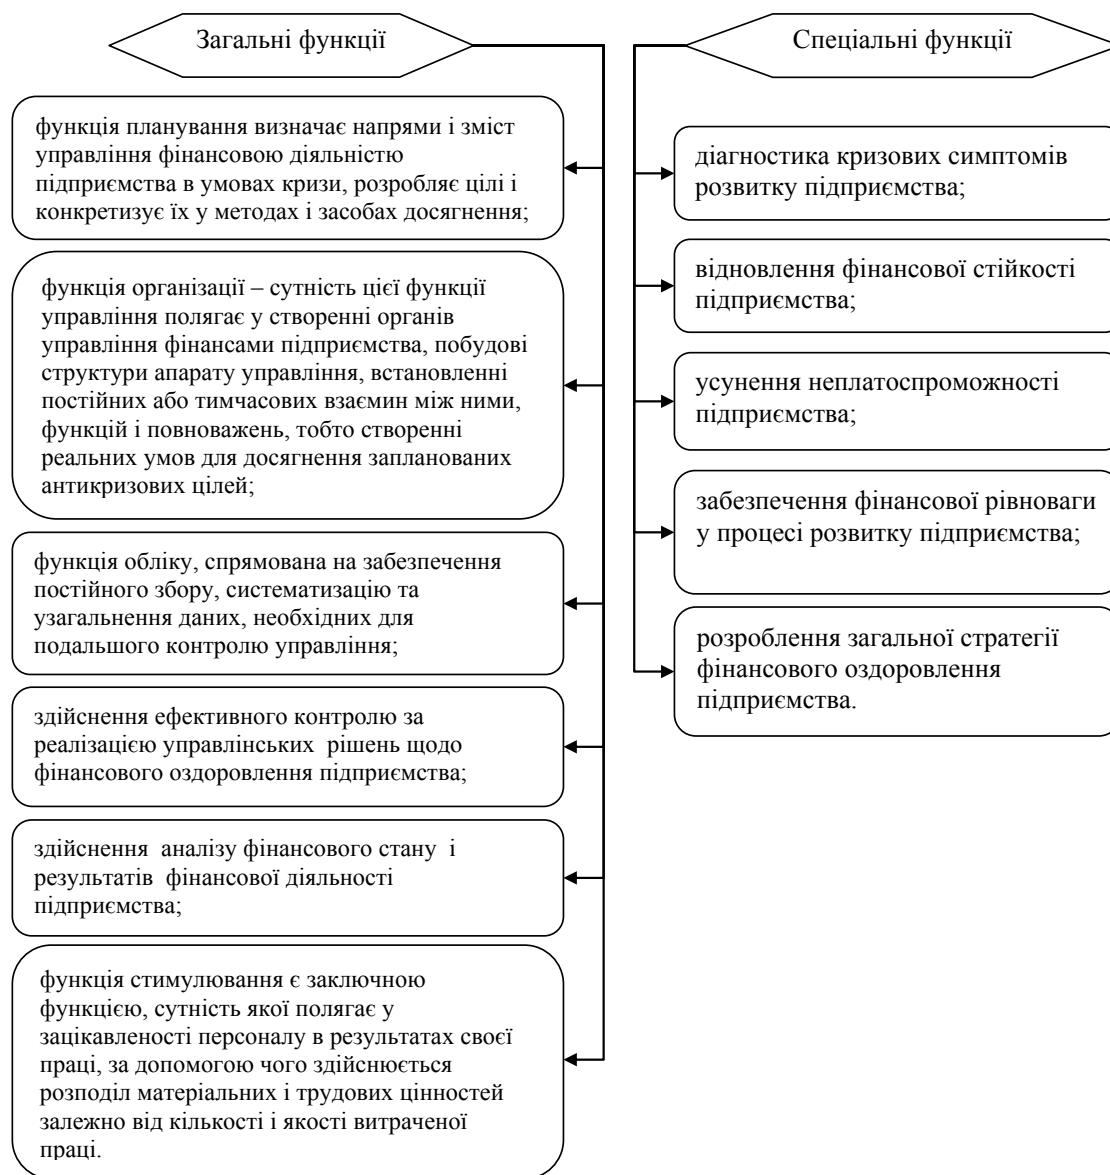 Загальні функції
функція планування визначає напрями і зміст
управління фінансовою діяльністю
підприємства в умовах кризи, розробляє цілі і
конкретизує їх у методах і засобах досягнення;
функція організації – сутність цієї функції
управління полягає у створенні органів
управління фінансами підприємства, побудові
структури апарату управління, встановленні
постійних або тимчасових взаємин між ними,
функцій і повноважень, тобто створенні
реальних умов для досягнення запланованих
антикризових цілей;
функція обліку, спрямована на забезпечення
постійного збору, систематизацію та
узагальнення даних, необхідних для
подальшого контролю управління;
здійснення ефективного контролю за
реалізацією управлінських рішень щодо
фінансового оздоровлення підприємства;
здійснення аналізу фінансового стану і
результатів фінансової діяльності
підприємства;
функція стимулювання є заключною
функцією, сутність якої полягає у
зацікавленості персоналу в результатах своєї
праці, за допомогою чого здійснюється
розподіл матеріальних і трудових цінностей
залежно від кількості і якості витраченої
праці.
Спеціальні функції
діагностика кризових симптомів
розвитку підприємства;
відновлення фінансової стійкості
підприємства;
усунення неплатоспроможності
підприємства;
забезпечення фінансової рівноваги
у процесі розвитку підприємства;
розроблення загальної стратегії
фінансового оздоровлення
підприємства.